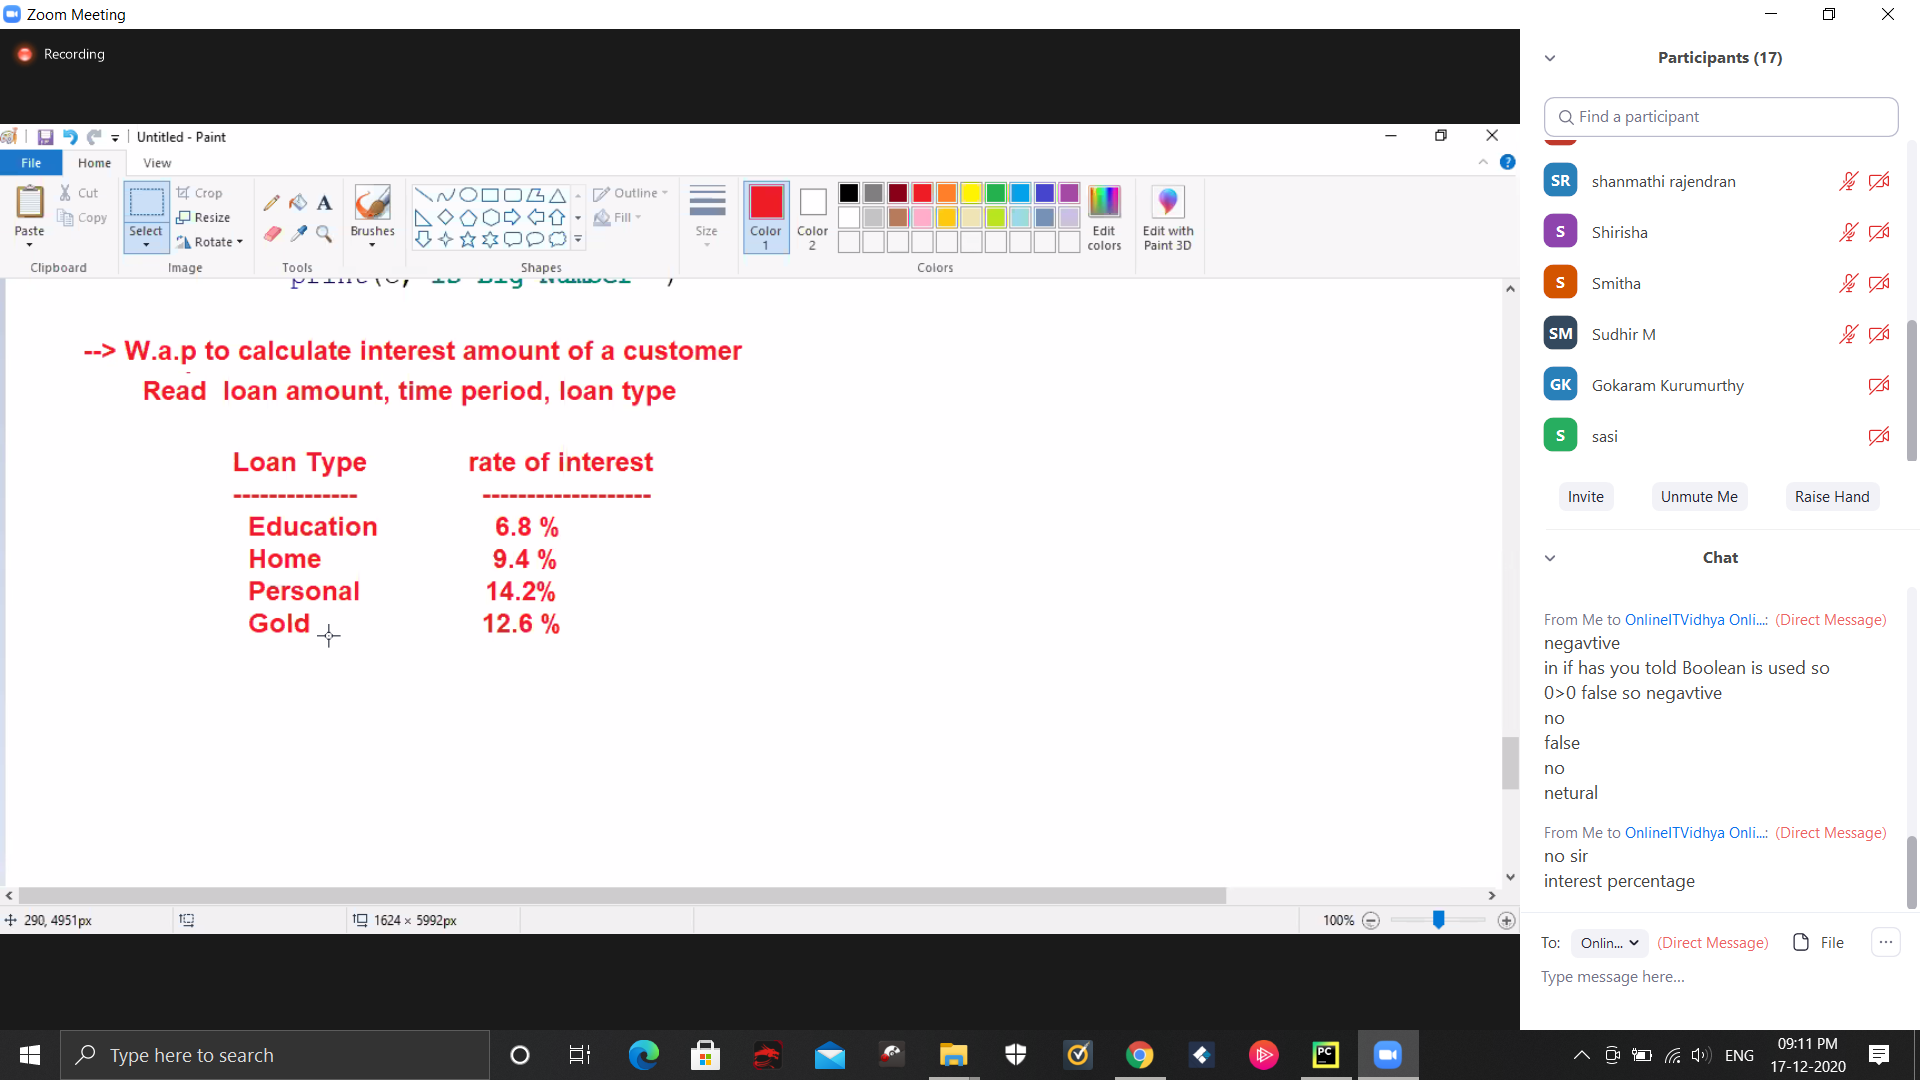 Zoom Meeting
Recording
Untitled - Paint
File Home View
Paste
Cut
Copy
Clipboard
Select
Crop
Resize
Rotate
Image
Tools
Brushes
Shapes
Outline
Fill
Size
Color 1
Color 2
Edit colors
Colors
Edit with Paint 3D
print(c, is Big Number )
--> W.a.p to calculate interest amount of a customer
Read loan amount, time period, loan type
Loan Type rate of interest
-------------- -------------------
Education 6.8 %
Home 9.4 %
Personal 14.2%
Gold 12.6 %
290, 4951px
1624 × 5992px
100%
Participants (17)
Find a participant
SR shanmathi rajendran
S Shirisha
S Smitha
SM Sudhir M
GK Gokaram Kurumurthy
S sasi
Invite Unmute Me Raise Hand
Chat
From Me to OnlineITVidhya Onli...: (Direct Message)
negavtive
in if has you told Boolean is used so
0>0 false so negavtive
no
false
no
netural
From Me to OnlineITVidhya Onli...: (Direct Message)
no sir
interest percentage
To: Onlin... (Direct Message) File ...
Type message here...
Type here to search
PC
ENG
09:11 PM
17-12-2020